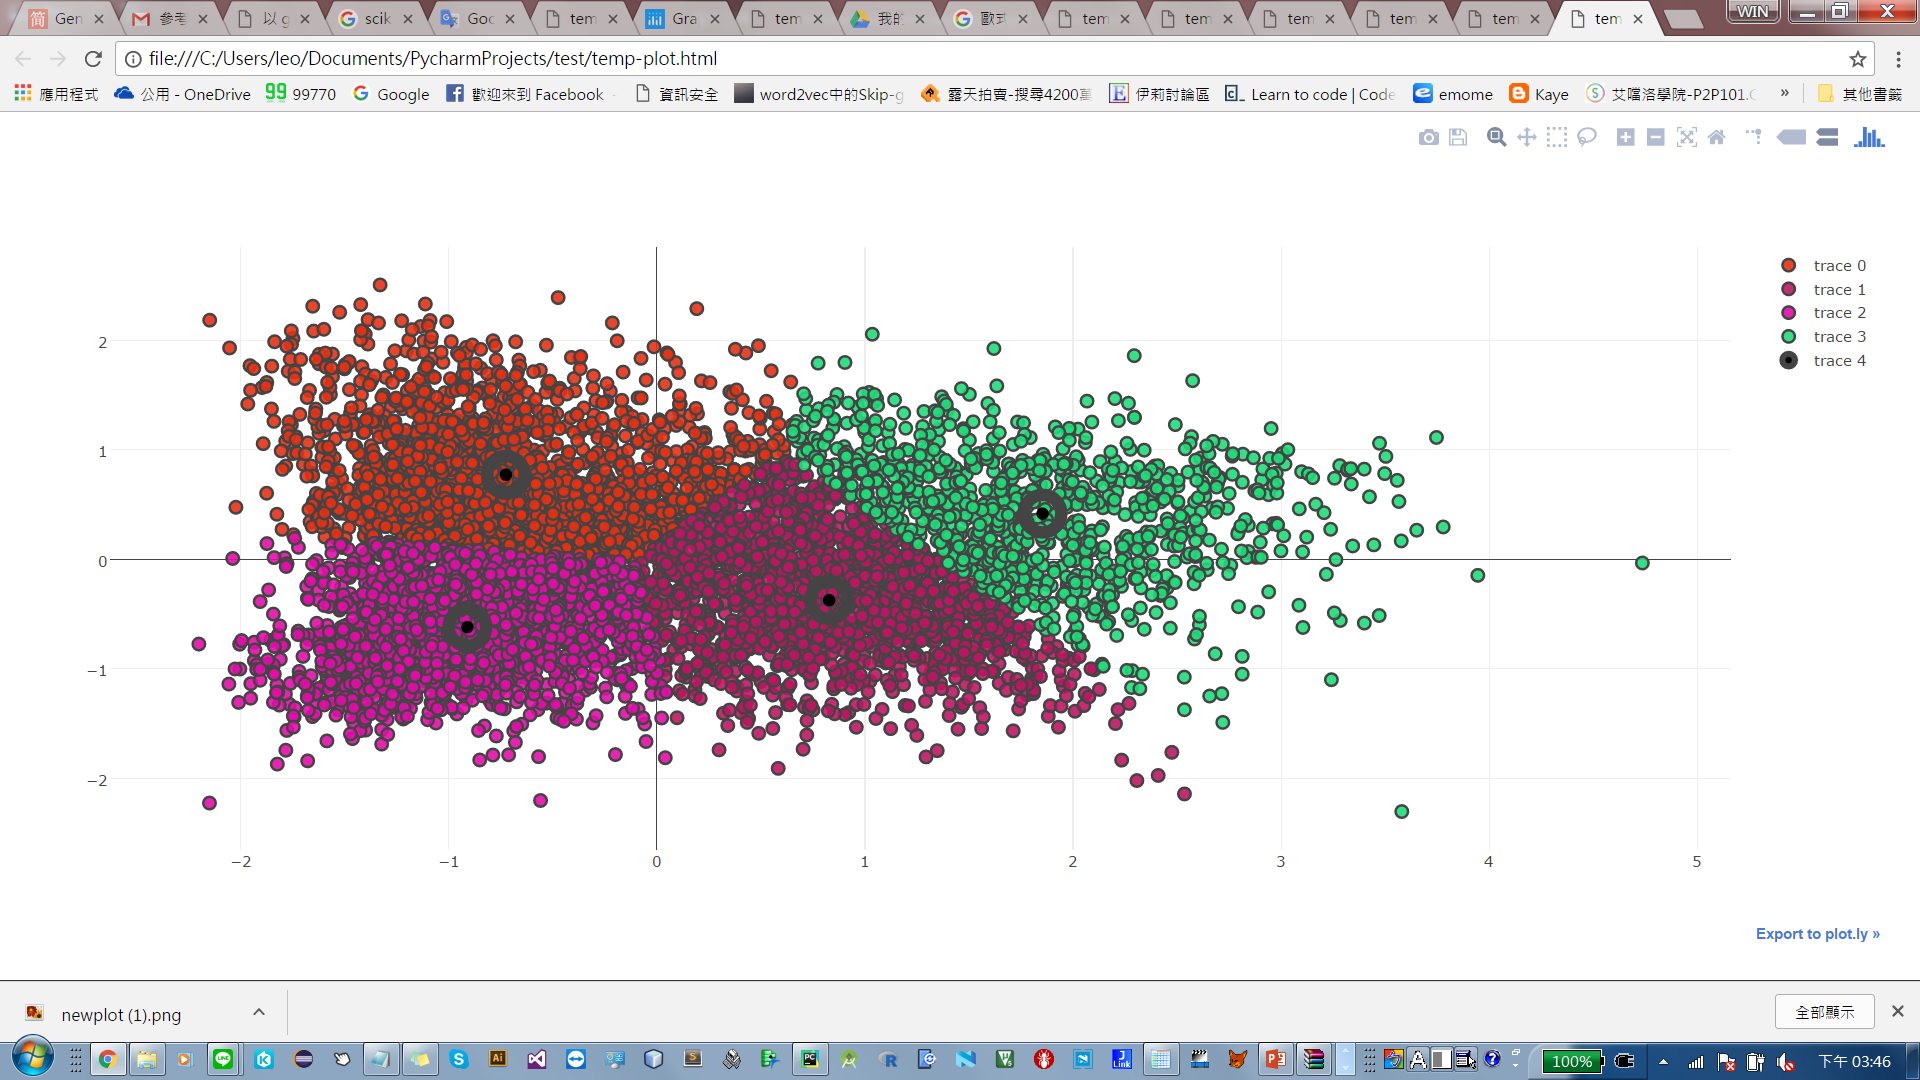 Gen
參考
以 g
scik
Goo
tem
Gra
tem
我的
歐式
tem
tem
tem
tem
tem
tem
WIN
file:///C:/Users/leo/Documents/PycharmProjects/test/temp-plot.html
應用程式 公用 - OneDrive 99770 Google 歡迎來到 Facebook 資訊安全 word2vec中的Skip-g 露天拍賣-搜尋4200萬 伊莉討論區 Learn to code | Code emome Kaye 艾噹洛學院-P2P101. » 其他書籤
trace 0
trace 1
trace 2
trace 3
trace 4
2
1
0
−1
−2
−2 −1 0 1 2 3 4 5
Export to plot.ly »
newplot (1).png
全部顯示
100%
下午 03:46